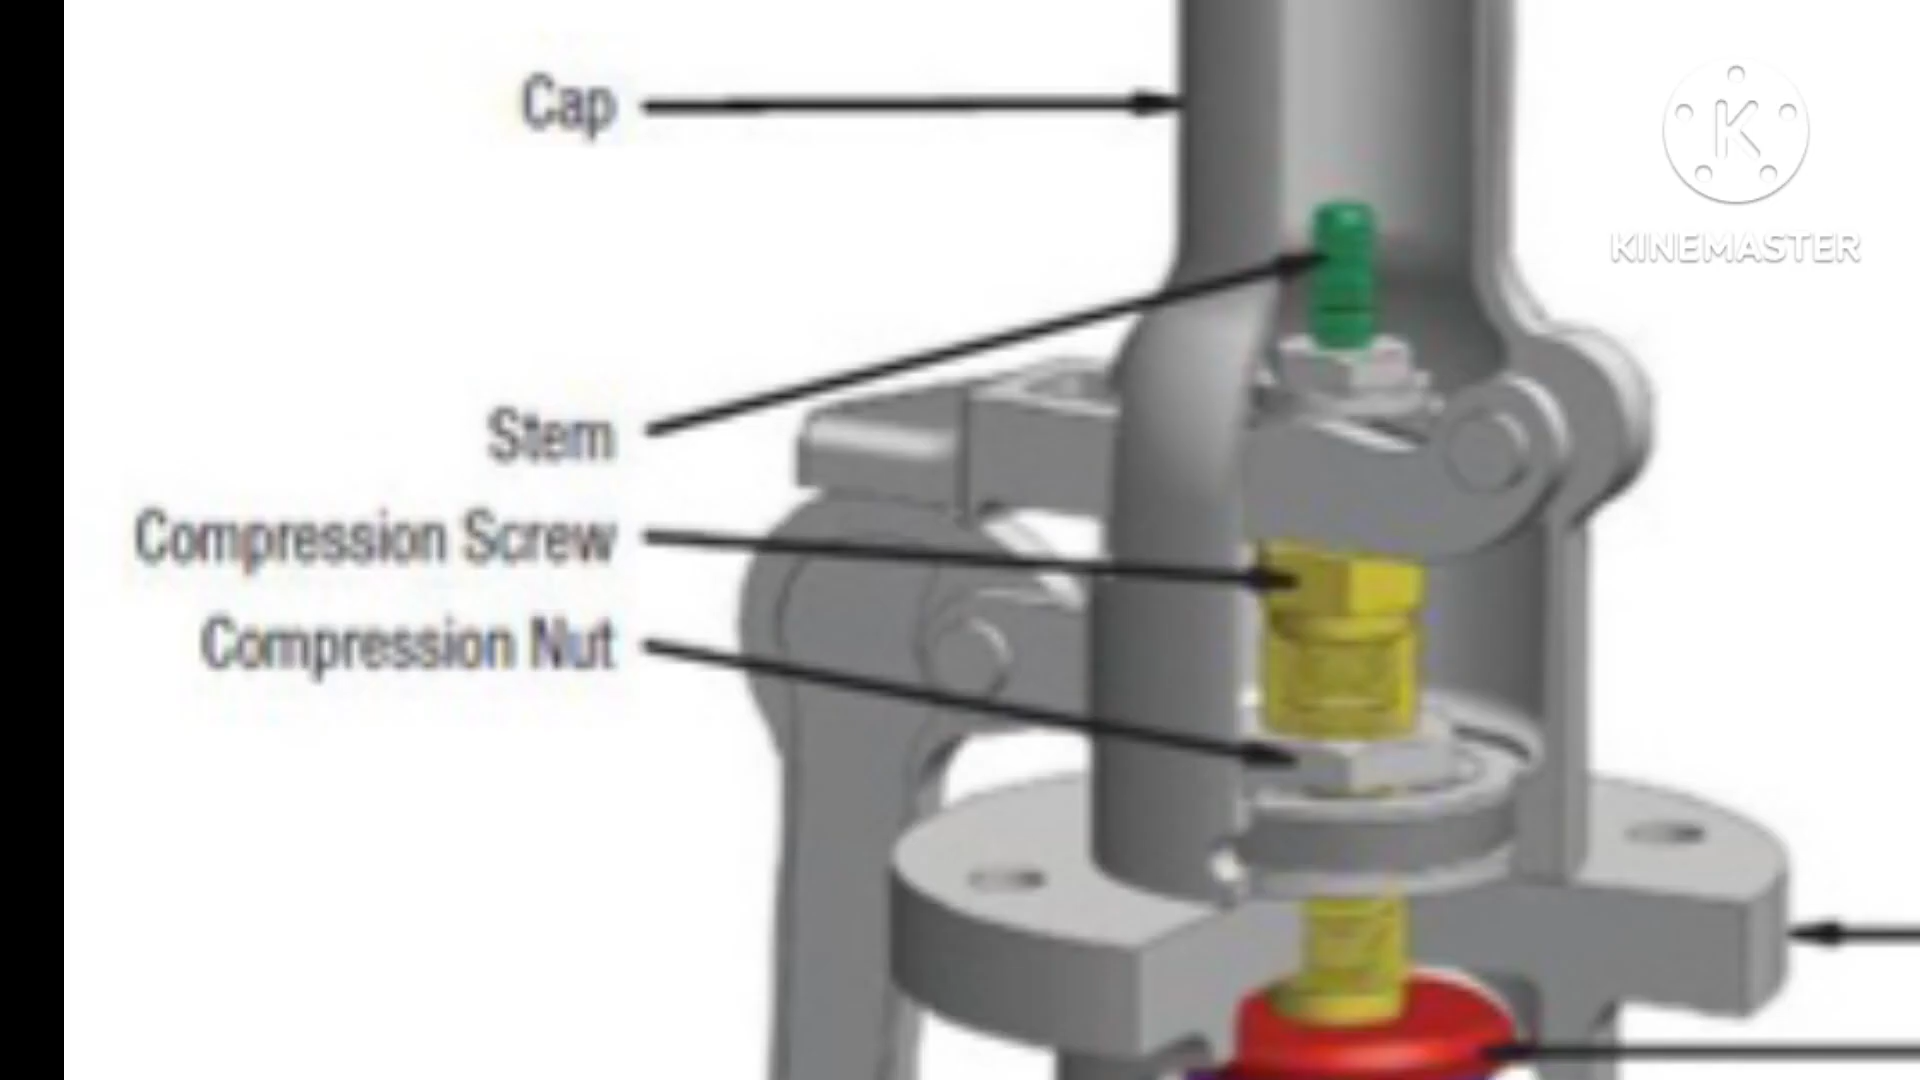 Cap
K
KINEMASTER
Stem
Compression Screw
Compression Nut